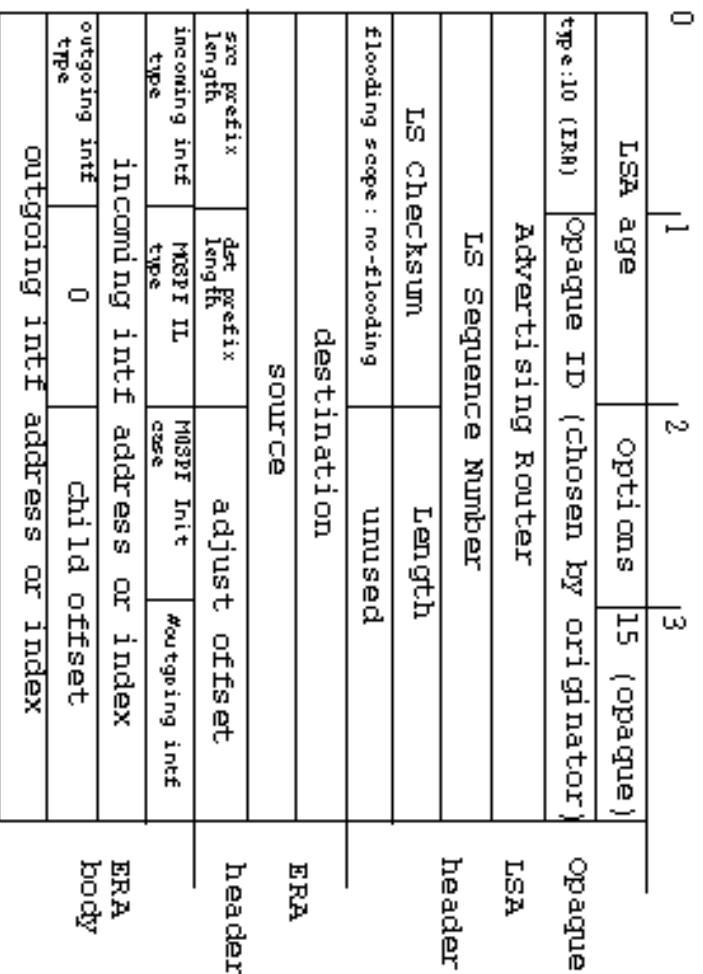 0 1 2 3
LSA age Options 15 (opaque)
type:10 (ERA) Opaque ID (Chosen by originator)
Advertising Router
LS Sequence Number
LS Checksum Length
flooding scope: no-flooding unused
destination
source
src prefix length dst prefix length adjust offset
incoming intf type MOSPF IL type MOSPF Init case #outgoing intf
incoming intf address or index
outgoing intf type 0 child offset
outgoing intf address or index
Opaque
LSA
header
ERA
header
ERA
body